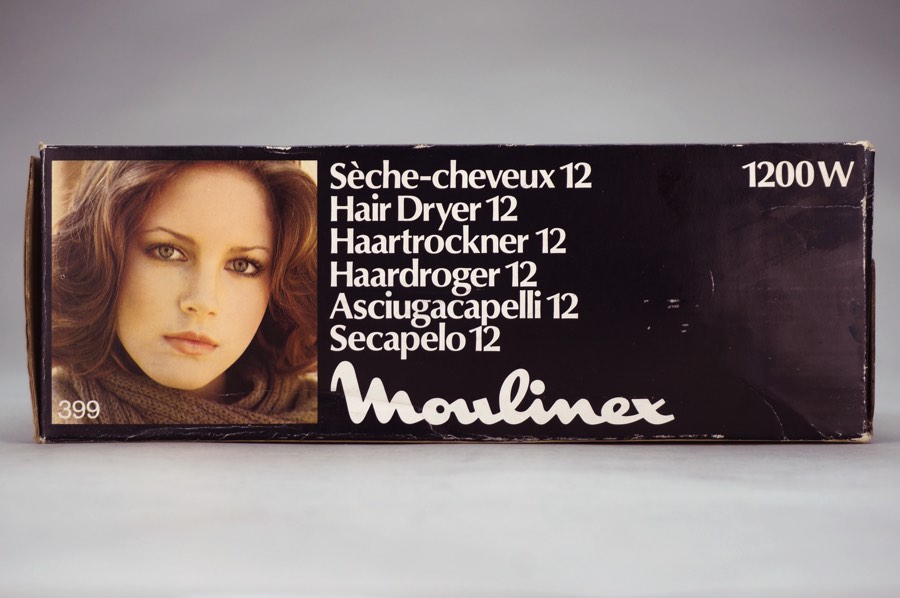 Sèche-cheveux 12
1200 W
Hair Dryer 12
Haartrockner 12
Haardroger 12
Asciugacapelli 12
Secapelo 12
Moulinex
399